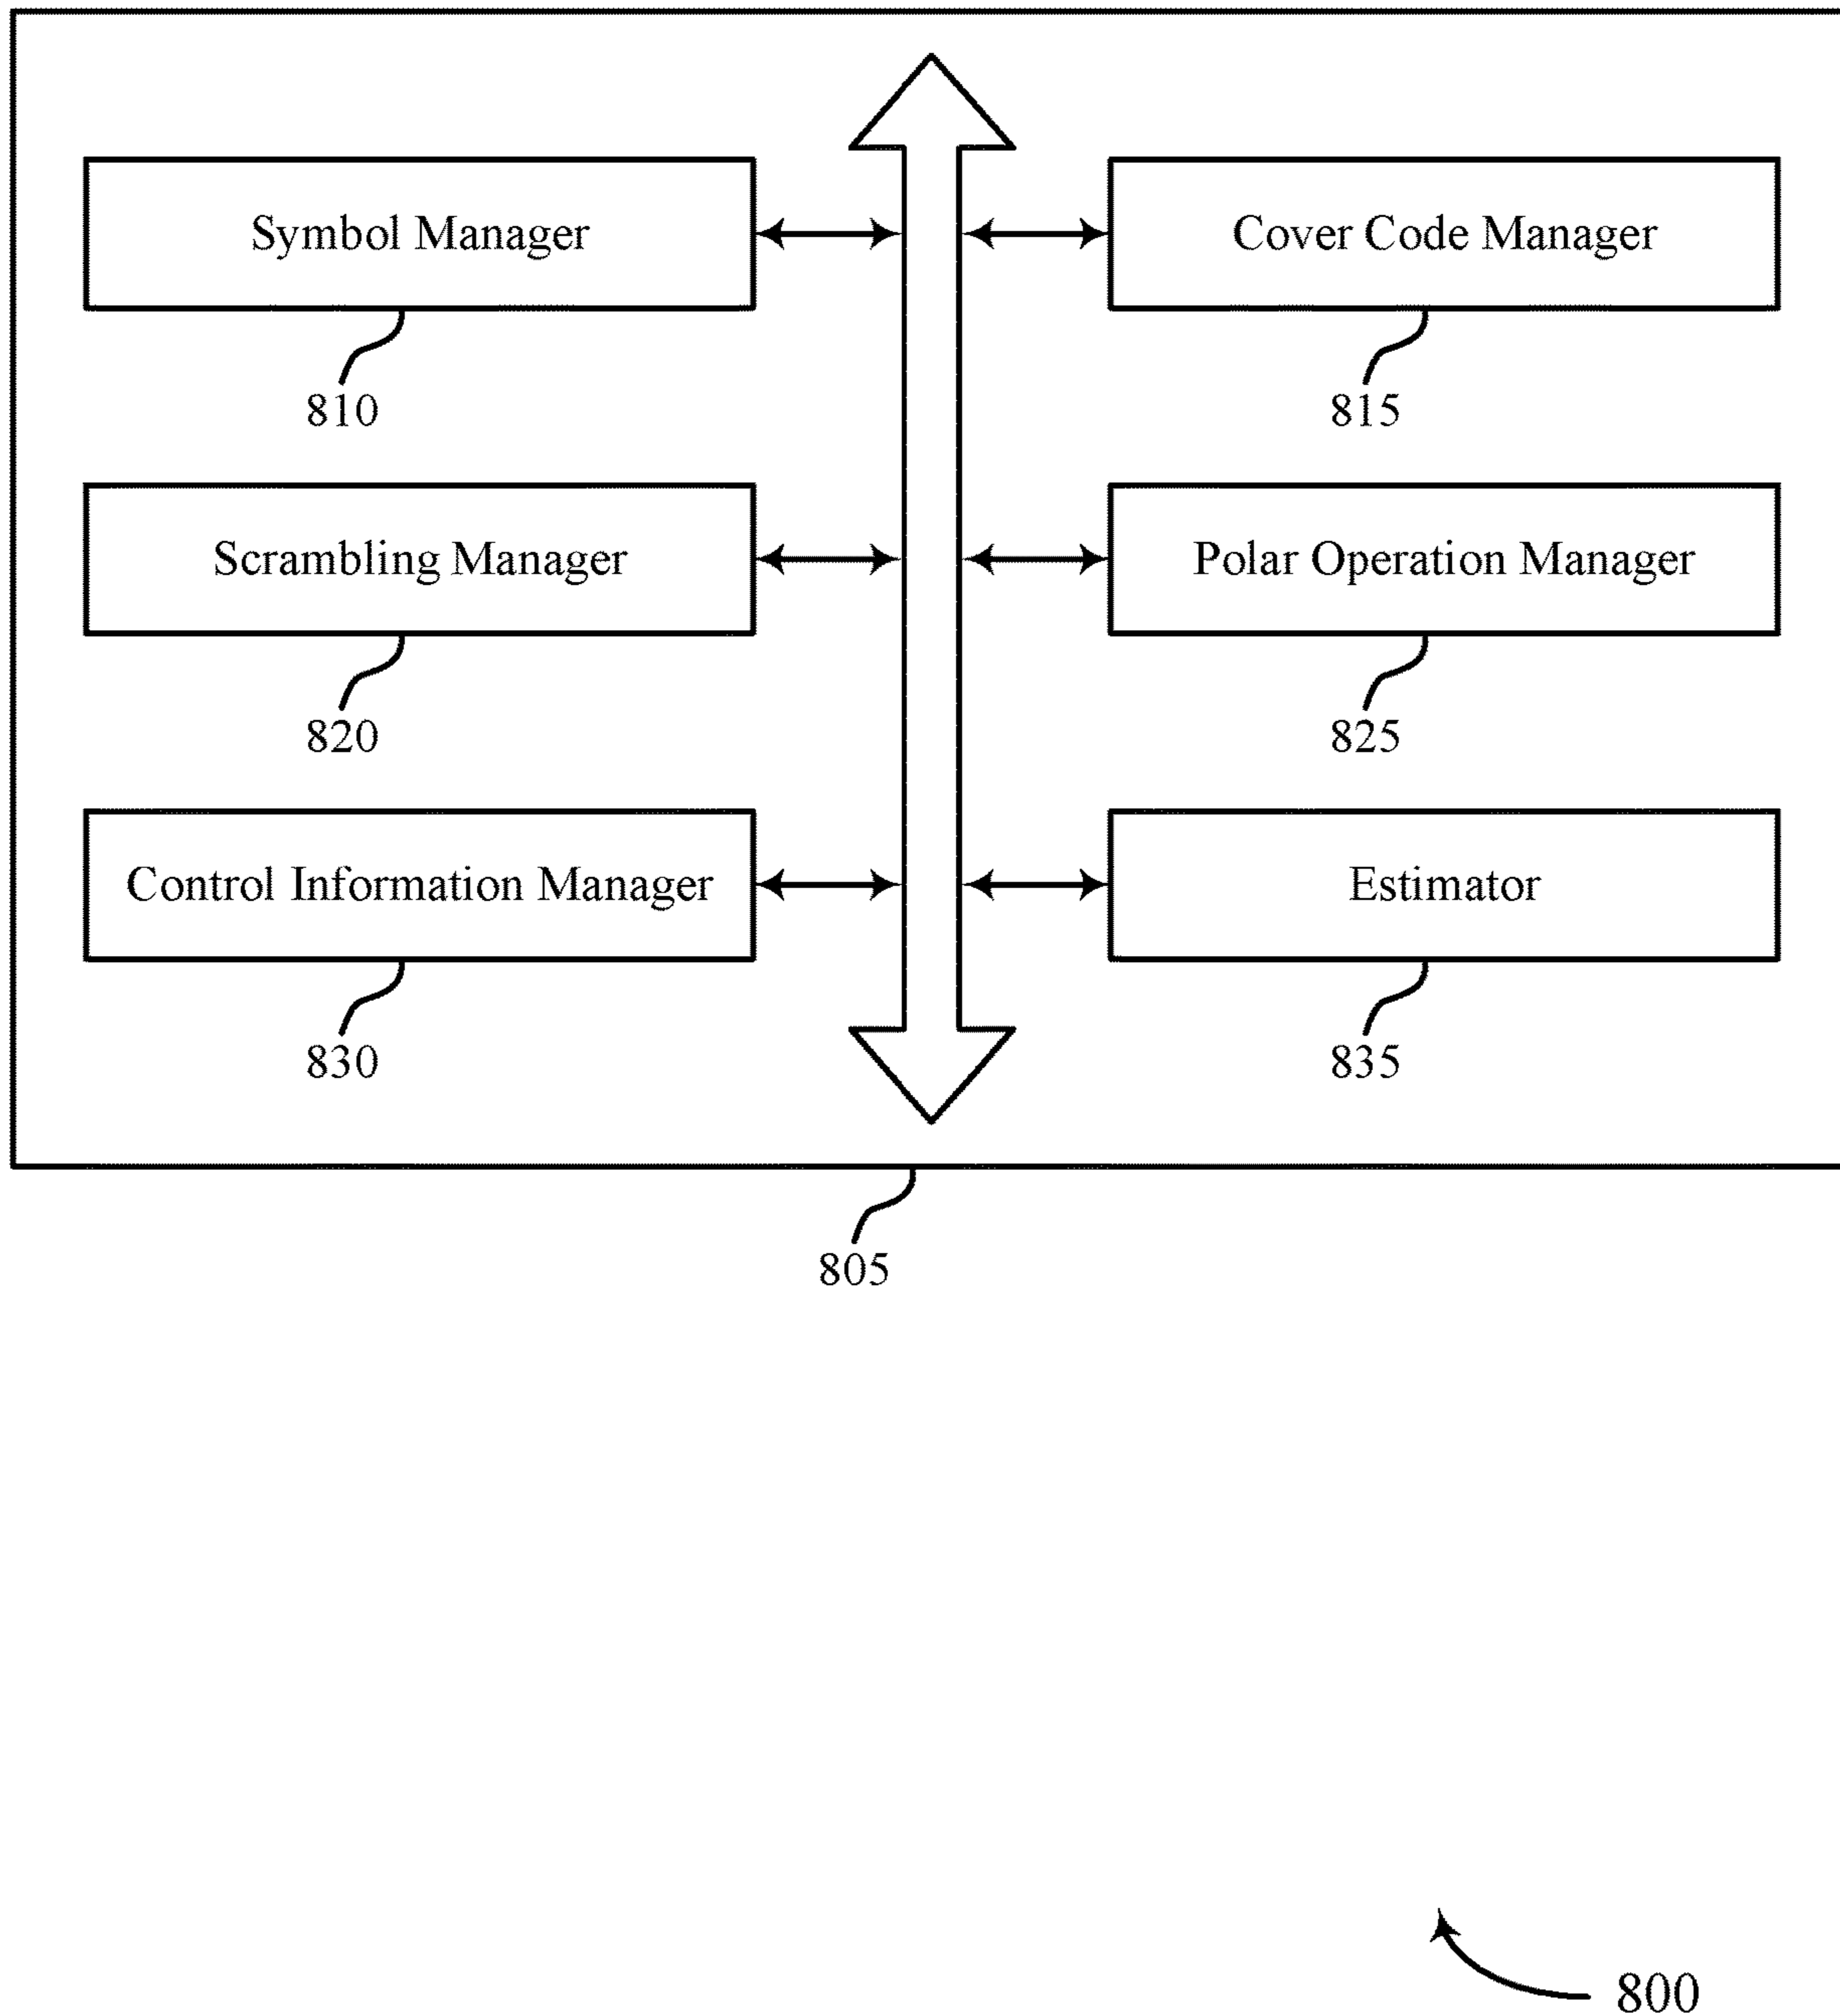 Symbol Manager
Cover Code Manager
810
815
Scrambling Manager
Polar Operation Manager
820
825
Control Information Manager
Estimator
830
835
805
800